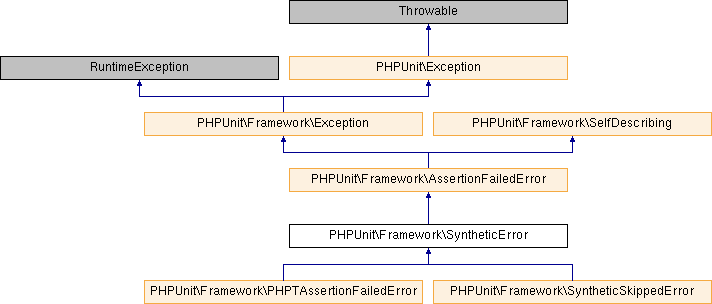 Throwable
RuntimeException
PHPUnit\Exception
PHPUnit\Framework\Exception
PHPUnit\Framework\SelfDescribing
PHPUnit\Framework\AssertionFailedError
PHPUnit\Framework\SyntheticError
PHPUnit\Framework\PHPTAssertionFailedError
PHPUnit\Framework\SyntheticSkippedError